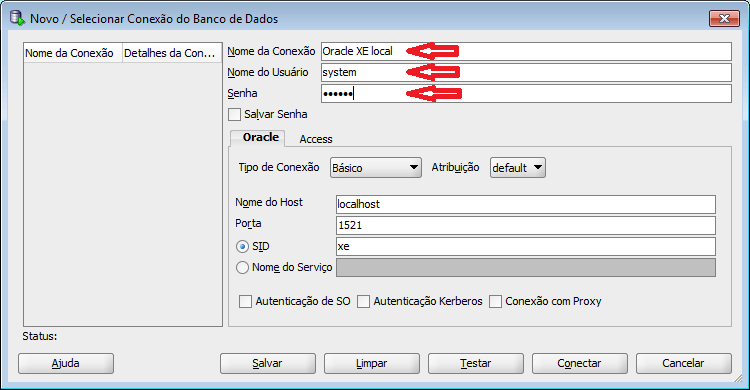 Novo / Selecionar Conexão do Banco de Dados
Nome da Conexão Detalhes da Con...
Nome da Conexão Oracle XE local
Nome do Usuário system
Senha ••••••
Salvar Senha
Oracle Access
Tipo de Conexão Básico Atribuição default
Nome do Host localhost
Porta 1521
SID xe
Nome do Serviço
Autenticação de SO Autenticação Kerberos Conexão com Proxy
Status:
Ajuda Salvar Limpar Testar Conectar Cancelar